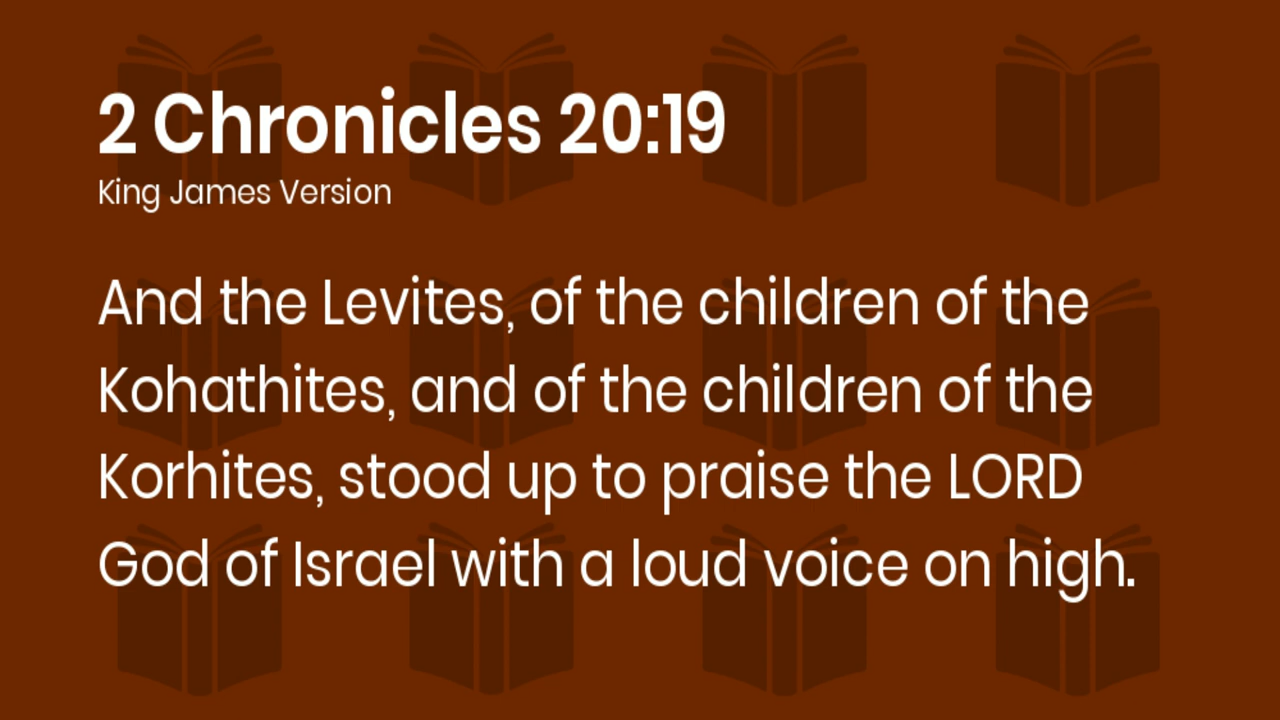 2 Chronicles 20:19
King James Version
And the Levites, of the children of the
Kohathites, and of the children of the
Korhites, stood up to praise the LORD
God of Israel with a loud voice on high.